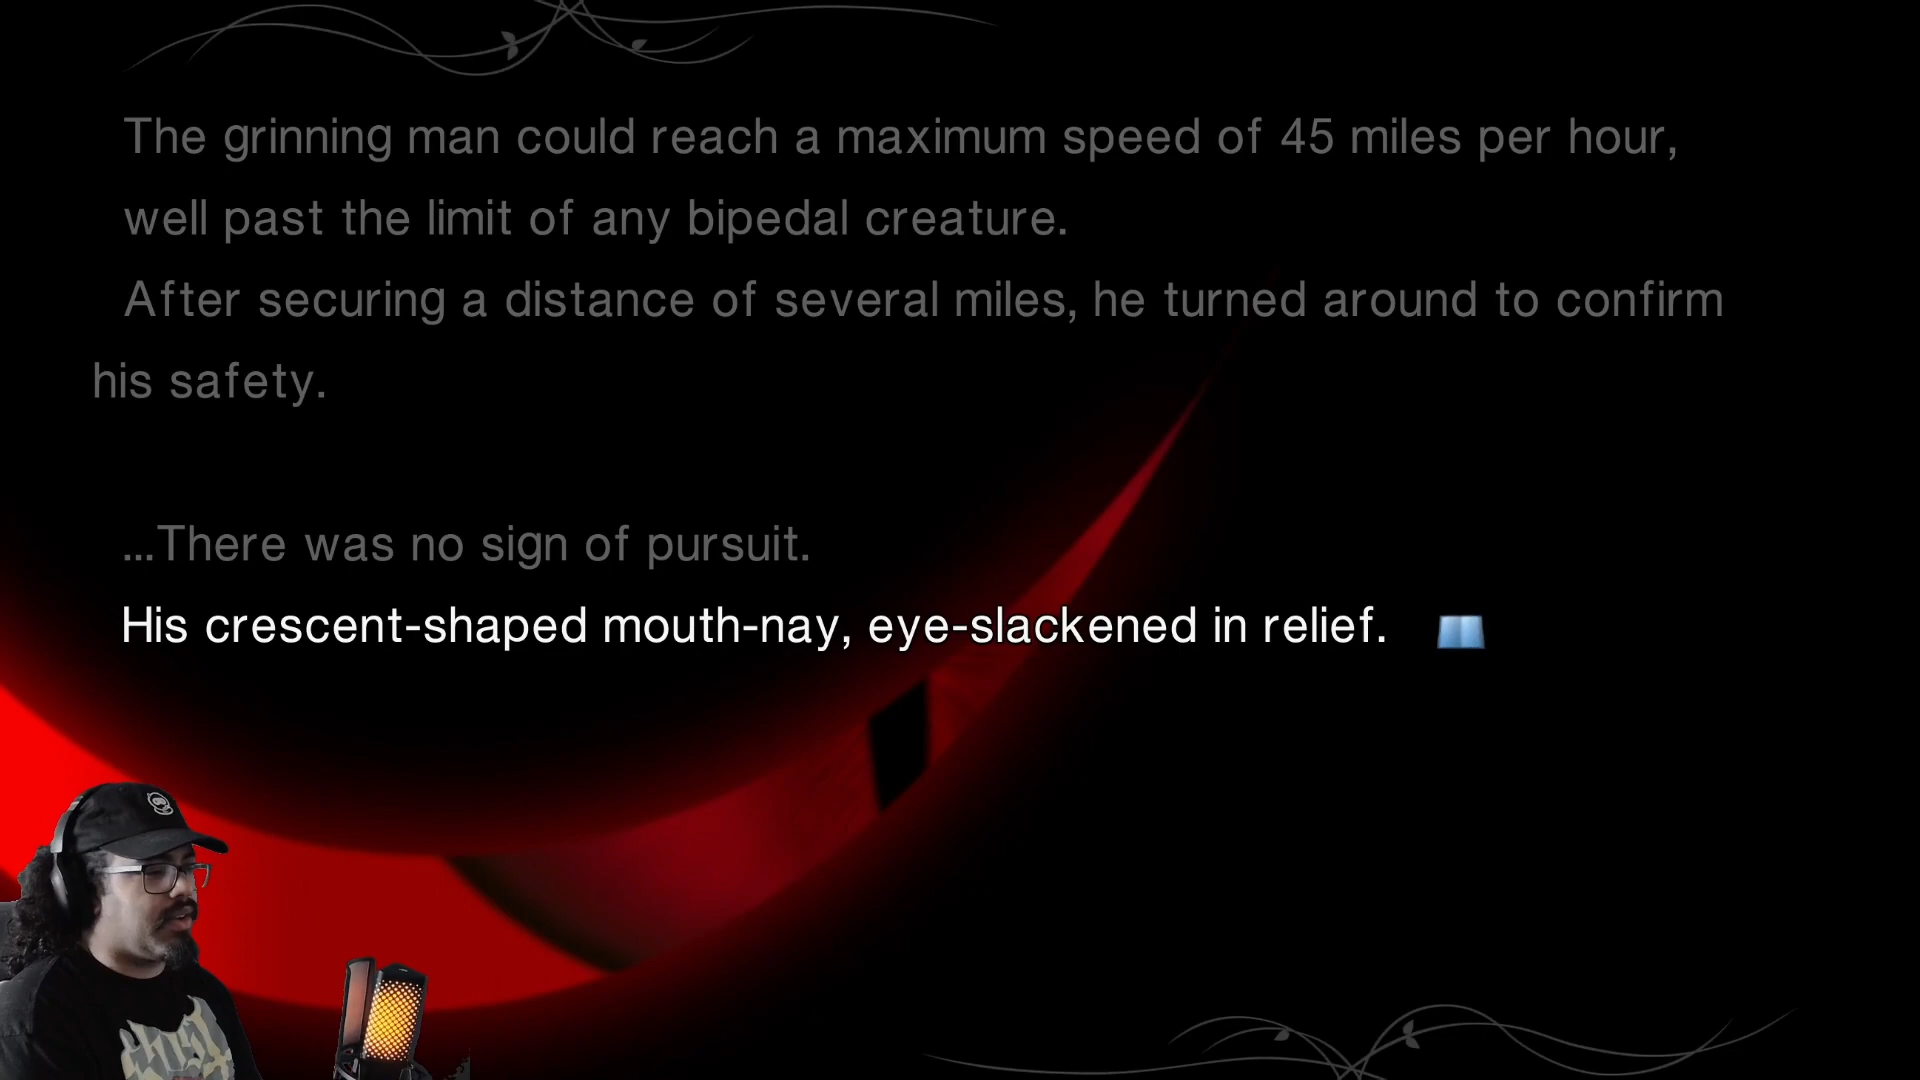 The grinning man could reach a maximum speed of 45 miles per hour,
well past the limit of any bipedal creature.
After securing a distance of several miles, he turned around to confirm
his safety.
...There was no sign of pursuit.
His crescent-shaped mouth-nay, eye-slackened in relief.